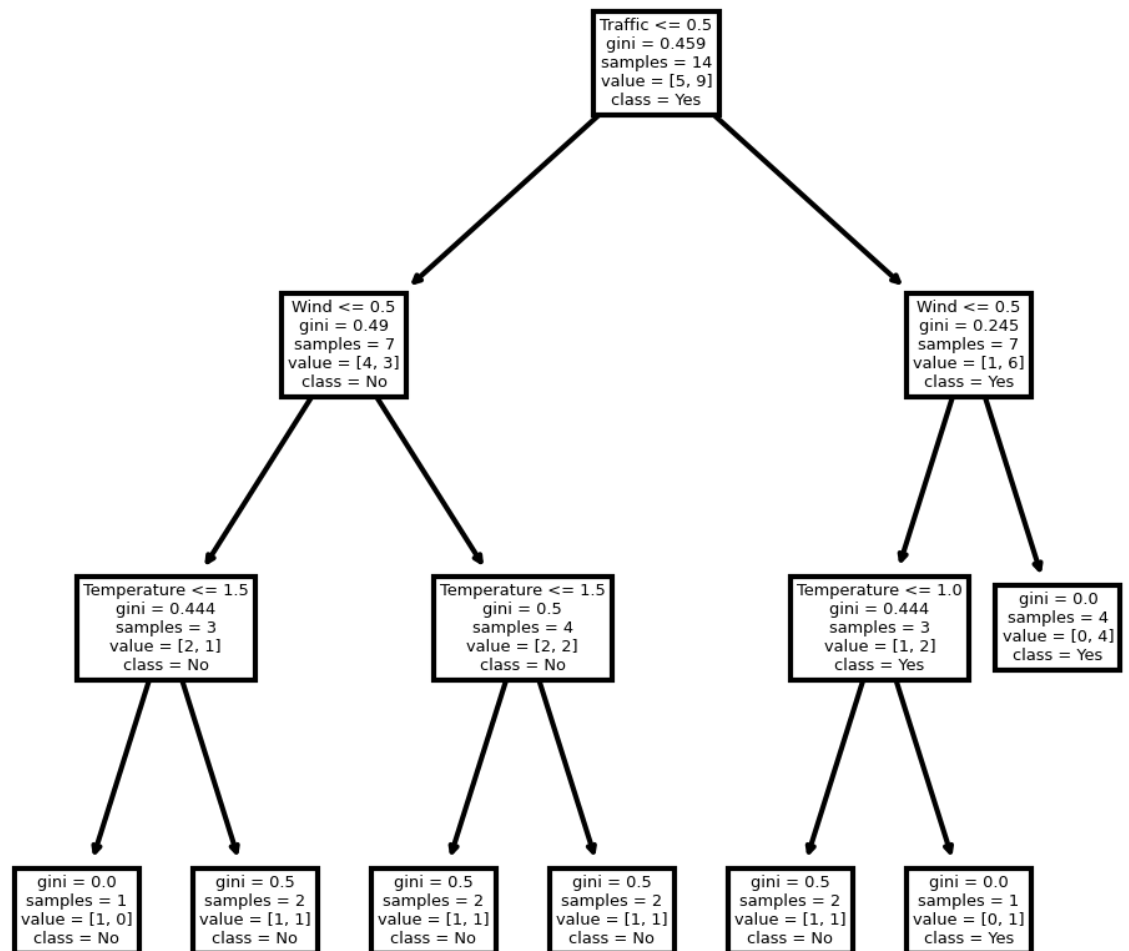 Traffic <= 0.5
gini = 0.459
samples = 14
value = [5, 9]
class = Yes
Wind <= 0.5
gini = 0.49
samples = 7
value = [4, 3]
class = No
Wind <= 0.5
gini = 0.245
samples = 7
value = [1, 6]
class = Yes
Temperature <= 1.5
gini = 0.444
samples = 3
value = [2, 1]
class = No
Temperature <= 1.5
gini = 0.5
samples = 4
value = [2, 2]
class = No
Temperature <= 1.0
gini = 0.444
samples = 3
value = [1, 2]
class = Yes
gini = 0.0
samples = 4
value = [0, 4]
class = Yes
gini = 0.0
samples = 1
value = [1, 0]
class = No
gini = 0.5
samples = 2
value = [1, 1]
class = No
gini = 0.5
samples = 2
value = [1, 1]
class = No
gini = 0.5
samples = 2
value = [1, 1]
class = No
gini = 0.5
samples = 2
value = [1, 1]
class = No
gini = 0.0
samples = 1
value = [0, 1]
class = Yes